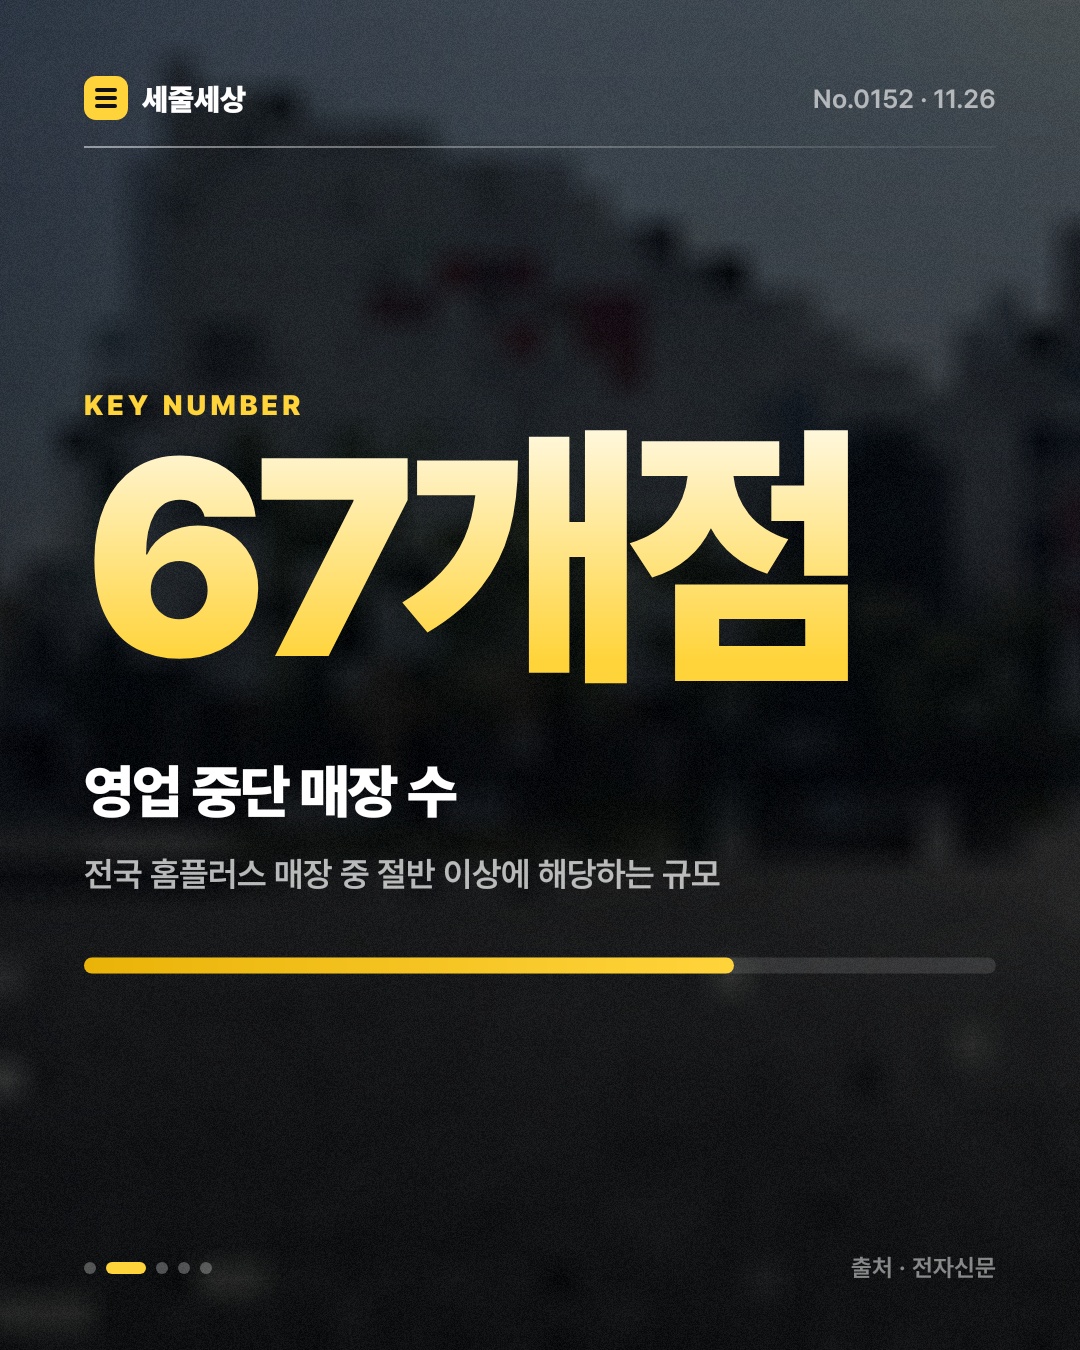 세줄세상
No.0152 · 11.26
KEY NUMBER
67개점
영업 중단 매장 수
전국 홈플러스 매장 중 절반 이상에 해당하는 규모
출처 · 전자신문